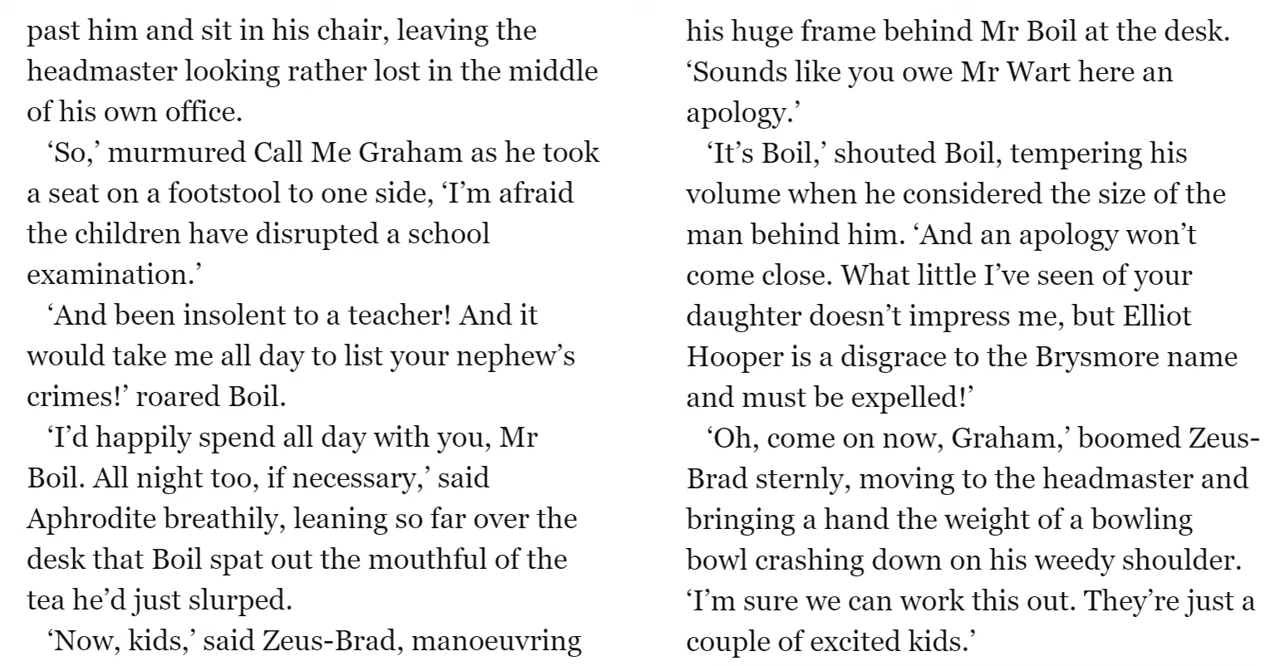 past him and sit in his chair, leaving the
headmaster looking rather lost in the middle
of his own office.
‘So,’ murmured Call Me Graham as he took
a seat on a footstool to one side, ‘I’m afraid
the children have disrupted a school
examination.’
‘And been insolent to a teacher! And it
would take me all day to list your nephew’s
crimes!’ roared Boil.
‘I’d happily spend all day with you, Mr
Boil. All night too, if necessary,’ said
Aphrodite breathily, leaning so far over the
desk that Boil spat out the mouthful of the
tea he’d just slurped.
‘Now, kids,’ said Zeus-Brad, manoeuvring
his huge frame behind Mr Boil at the desk.
‘Sounds like you owe Mr Wart here an
apology.’
‘It’s Boil,’ shouted Boil, tempering his
volume when he considered the size of the
man behind him. ‘And an apology won’t
come close. What little I’ve seen of your
daughter doesn’t impress me, but Elliot
Hooper is a disgrace to the Brysmore name
and must be expelled!’
‘Oh, come on now, Graham,’ boomed Zeus-
Brad sternly, moving to the headmaster and
bringing a hand the weight of a bowling
bowl crashing down on his weedy shoulder.
‘I’m sure we can work this out. They’re just a
couple of excited kids.’